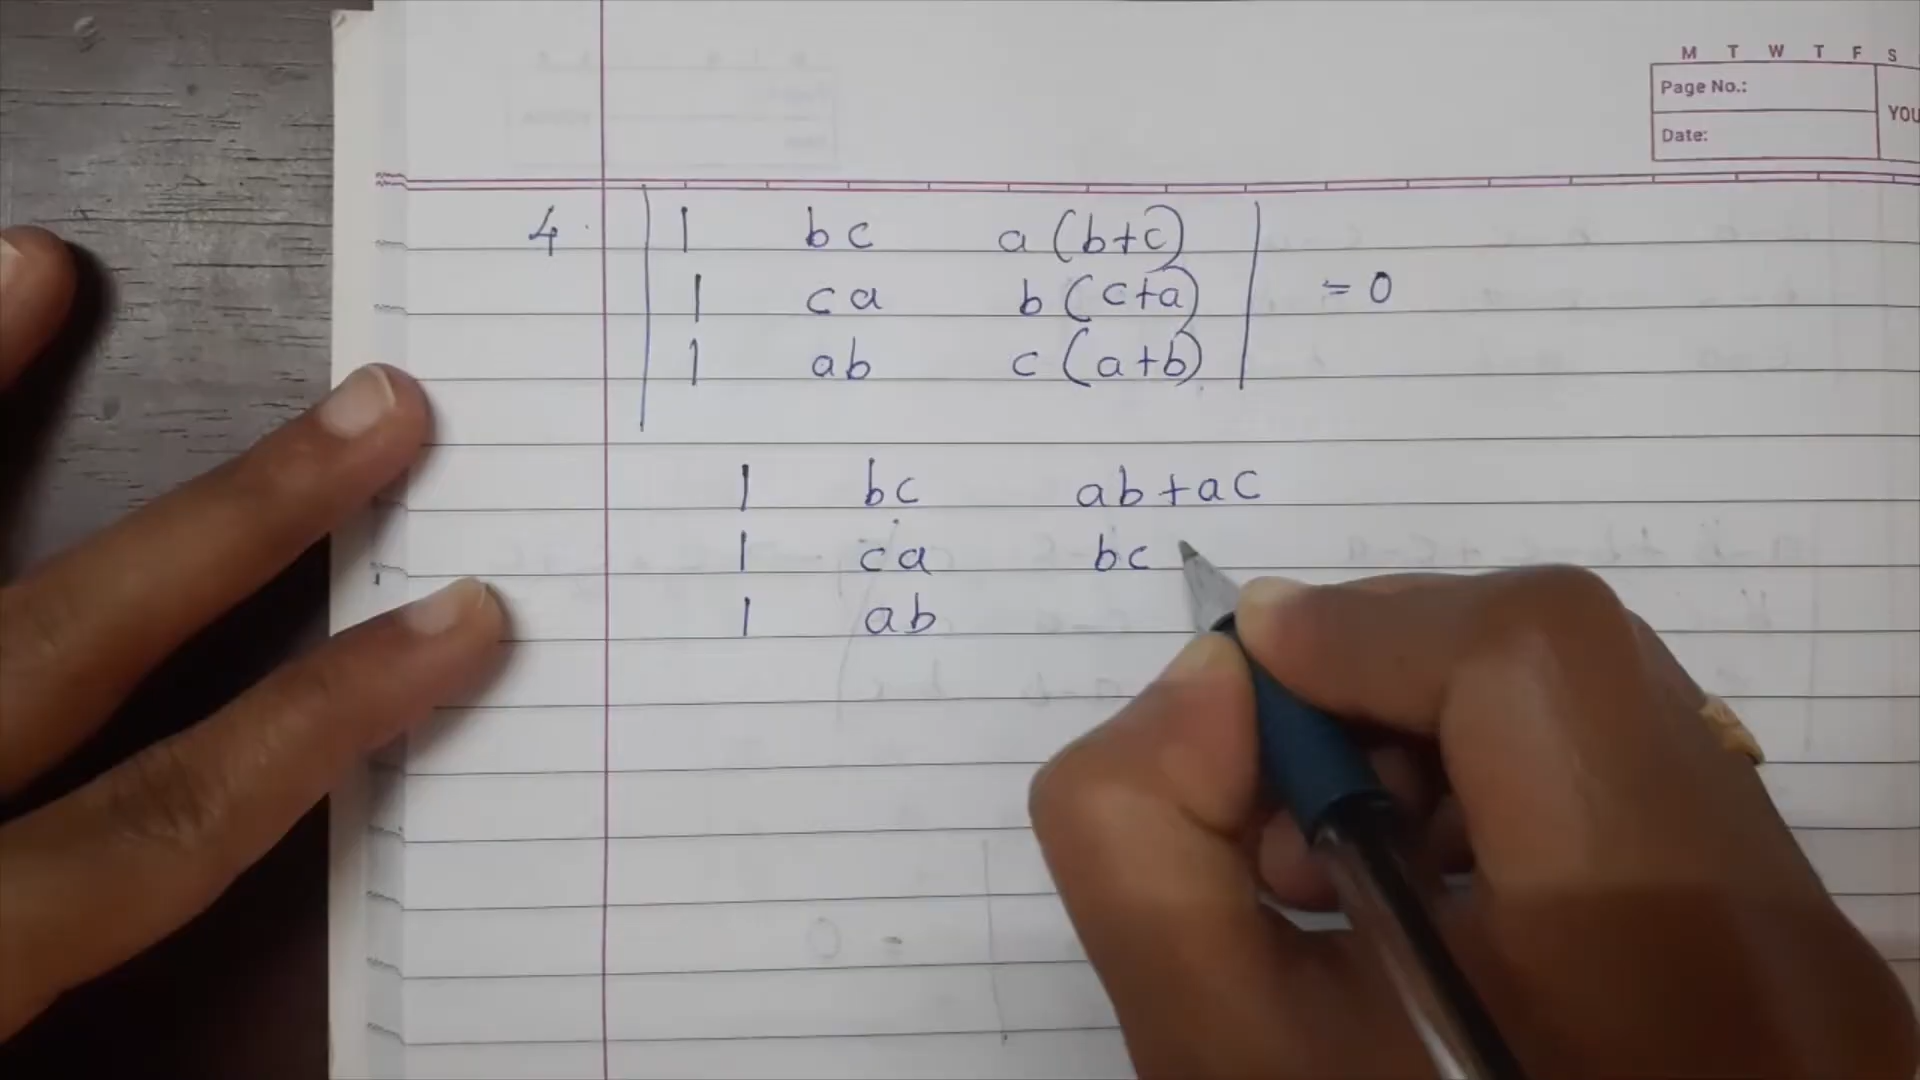 M T W T F S
Page No.:
YOU
Date:
4. 1 bc a(b+c)
1 ca b(c+a) = 0
1 ab c(a+b)
1 bc ab+ac
1 ca bc
1 ab